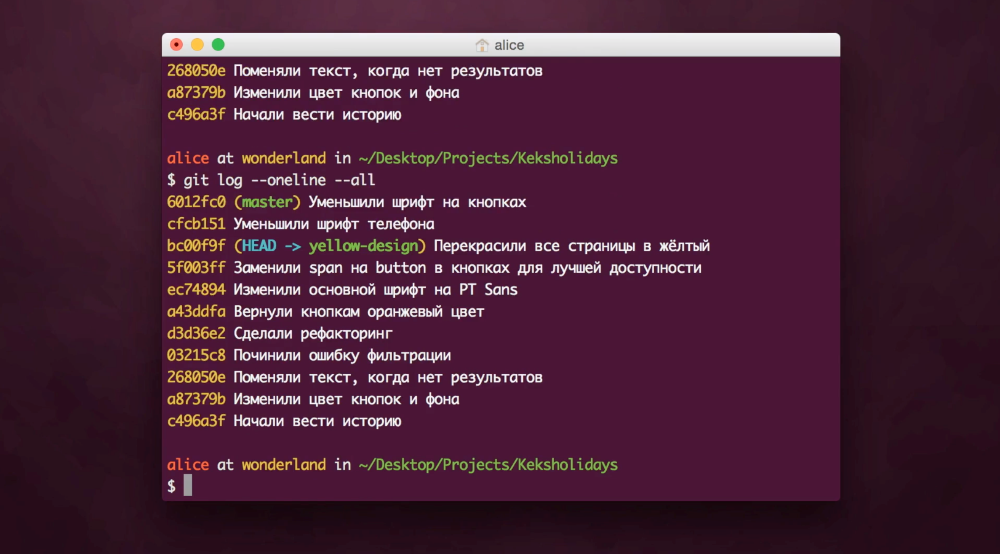 alice
268050e Поменяли текст, когда нет результатов
a87379b Изменили цвет кнопок и фона
c496a3f Начали вести историю
alice at wonderland in ~/Desktop/Projects/Keksholidays
$ git log --oneline --all
6012fc0 (master) Уменьшили шрифт на кнопках
cfcb151 Уменьшили шрифт телефона
bc00f9f (HEAD -> yellow-design) Перекрасили все страницы в жёлтый
5f003ff Заменили span на button в кнопках для лучшей доступности
ec74894 Изменили основной шрифт на PT Sans
a43ddfa Вернули кнопкам оранжевый цвет
d3d36e2 Сделали рефакторинг
03215c8 Починили ошибку фильтрации
268050e Поменяли текст, когда нет результатов
a87379b Изменили цвет кнопок и фона
c496a3f Начали вести историю
alice at wonderland in ~/Desktop/Projects/Keksholidays
$